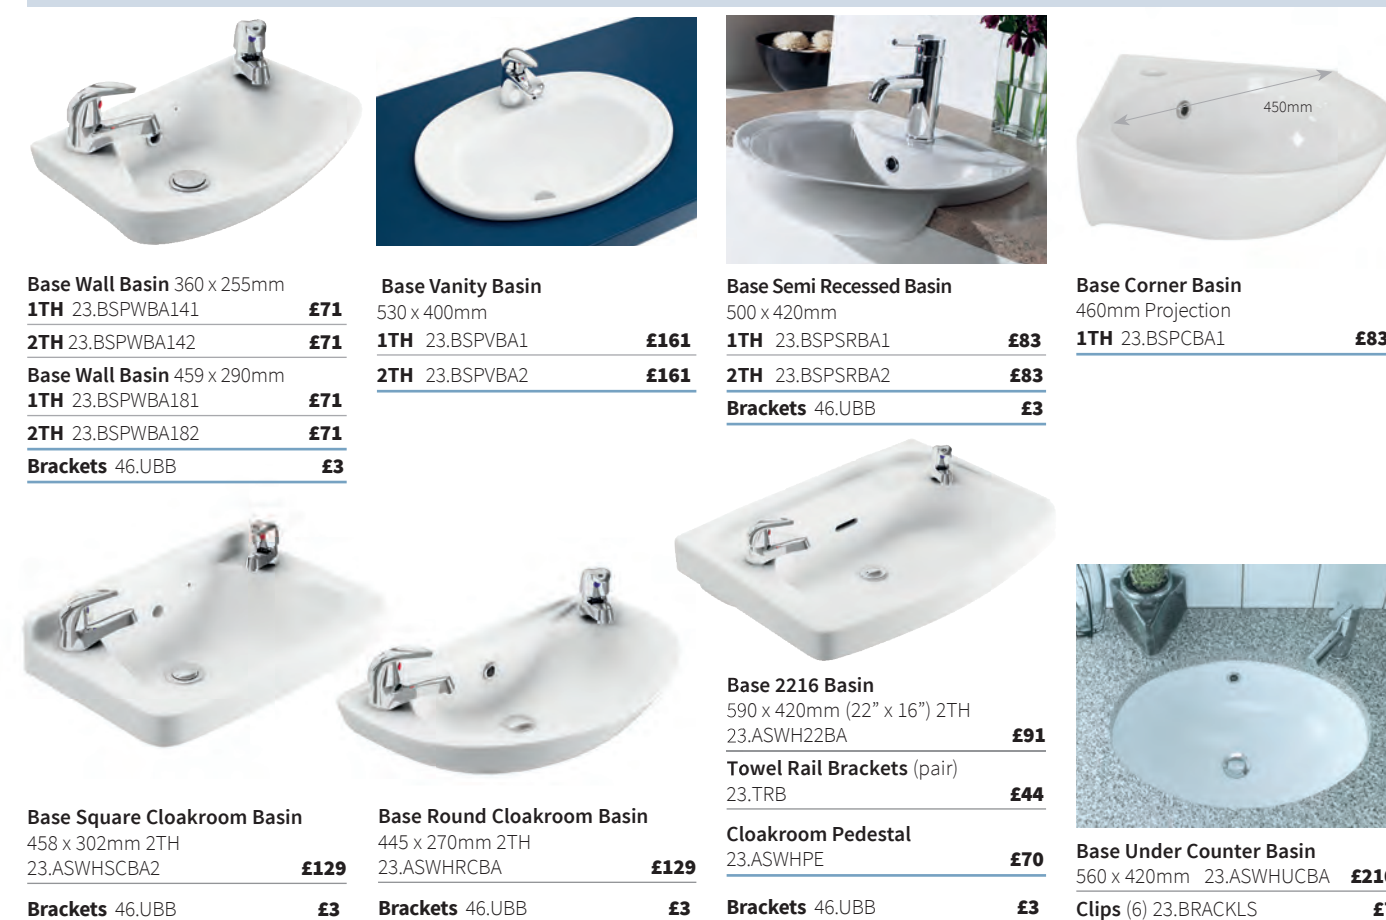 450mm
Base Wall Basin 360 x 255mm
1TH 23.BSPWBA141 £71
2TH 23.BSPWBA142 £71
Base Wall Basin 459 x 290mm
1TH 23.BSPWBA181 £71
2TH 23.BSPWBA182 £71
Brackets 46.UBB £3
Base Vanity Basin
530 x 400mm
1TH 23.BSPVBA1 £161
2TH 23.BSPVBA2 £161
Base Semi Recessed Basin
500 x 420mm
1TH 23.BSPSRBA1 £83
2TH 23.BSPSRBA2 £83
Brackets 46.UBB £3
Base Corner Basin
460mm Projection
1TH 23.BSPCBA1 £83
Base Square Cloakroom Basin
458 x 302mm 2TH
23.ASWHSCBA2 £129
Brackets 46.UBB £3
Base Round Cloakroom Basin
445 x 270mm 2TH
23.ASWHRCBA £129
Brackets 46.UBB £3
Base 2216 Basin
590 x 420mm (22” x 16”) 2TH
23.ASWH22BA £91
Towel Rail Brackets (pair)
23.TRB £44
Cloakroom Pedestal
23.ASWHPE £70
Brackets 46.UBB £3
Base Under Counter Basin
560 x 420mm 23.ASWHUCBA
Clips (6) 23.BRACKLS